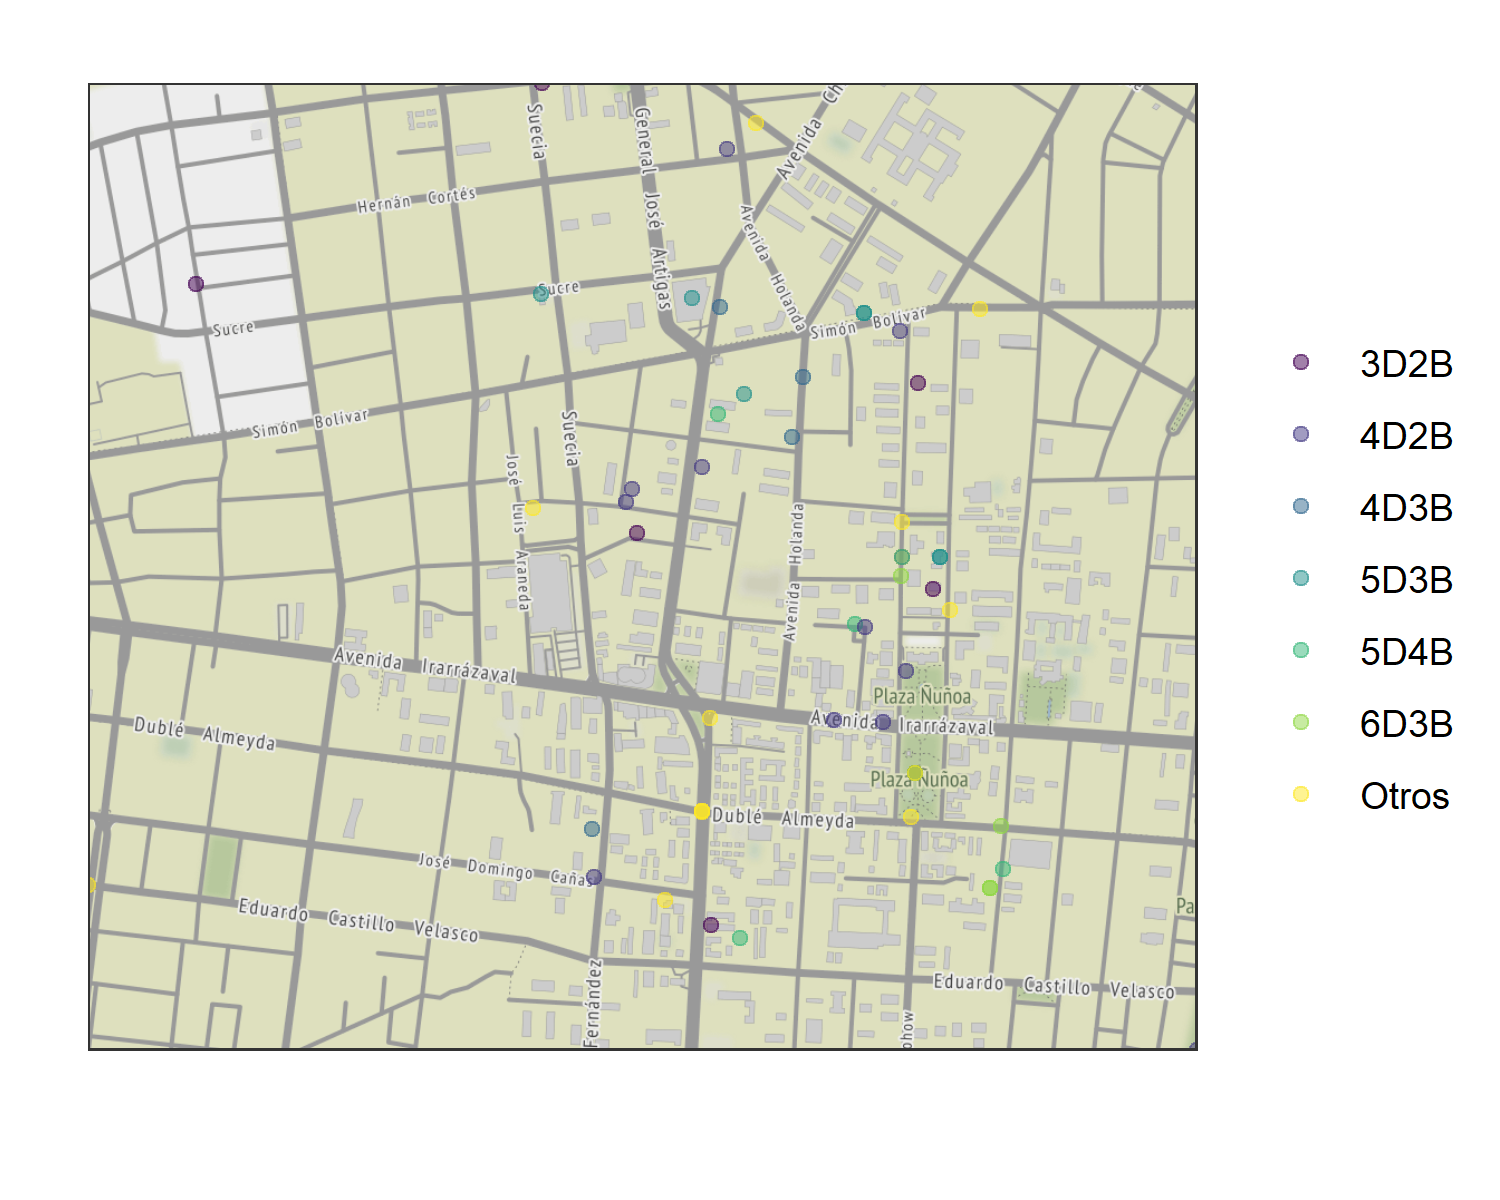 Suecia
General José Artigas
Avenida Ch
Hernán Cortés
Avenida Holanda
Sucre
Sucre
Simón Bolívar
Simón Bolívar
Suecia
José Luis Araneda
Avenida Holanda
Avenida Irarrázaval
Plaza Ñuñoa
Avenida Irarrázaval
Dublé Almeyda
Plaza Ñuñoa
Dublé Almeyda
José Domingo Cañas
Eduardo Castillo Velasco
Pa
Fernández
Eduardo Castillo Velasco
ohow
3D2B
4D2B
4D3B
5D3B
5D4B
6D3B
Otros